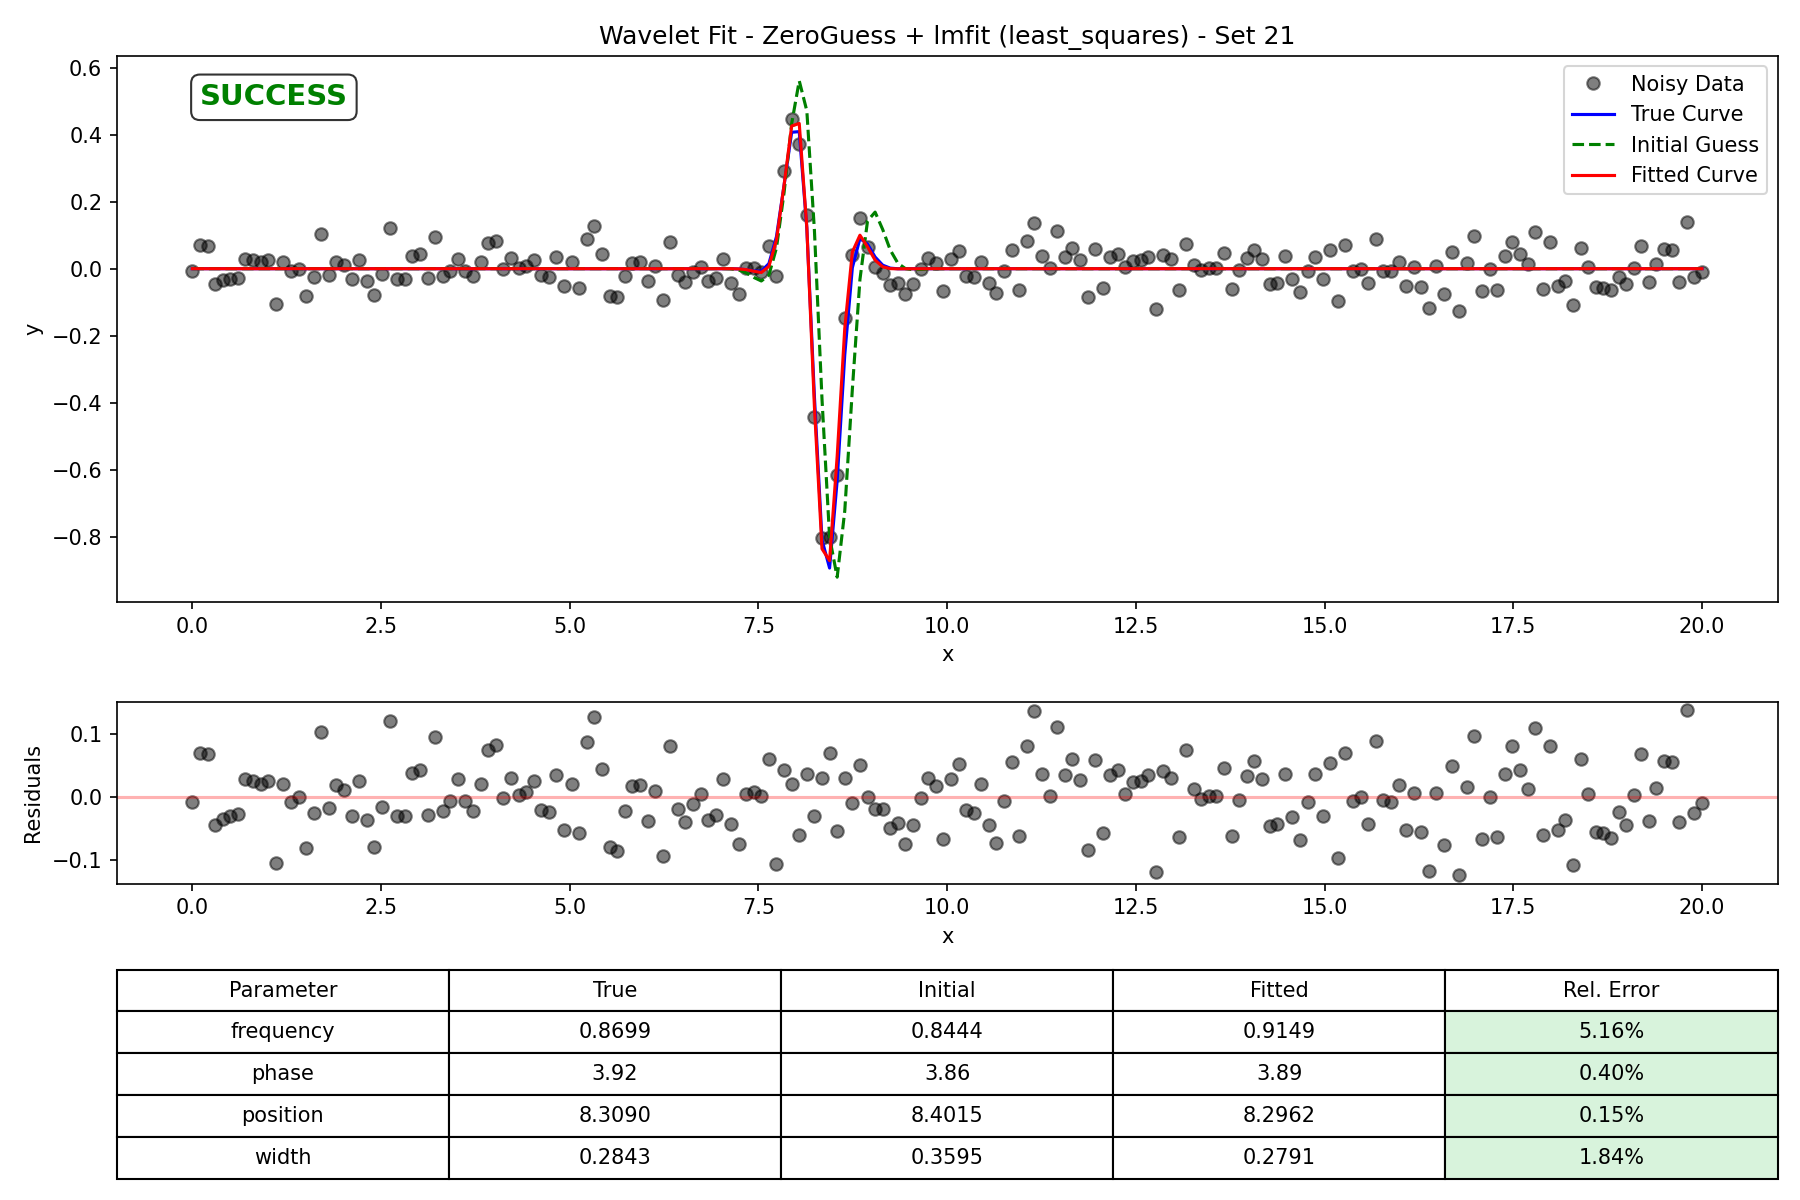 Wavelet Fit - ZeroGuess + lmfit (least_squares) - Set 21
SUCCESS
Noisy Data
True Curve
Initial Guess
Fitted Curve
0.6
0.4
0.2
0.0
−0.2
−0.4
−0.6
−0.8
y
0.0 2.5 5.0 7.5 10.0 12.5 15.0 17.5 20.0
x
0.1
0.0
−0.1
Residuals
0.0 2.5 5.0 7.5 10.0 12.5 15.0 17.5 20.0
x
Parameter True Initial Fitted Rel. Error
frequency 0.8699 0.8444 0.9149 5.16%
phase 3.92 3.86 3.89 0.40%
position 8.3090 8.4015 8.2962 0.15%
width 0.2843 0.3595 0.2791 1.84%